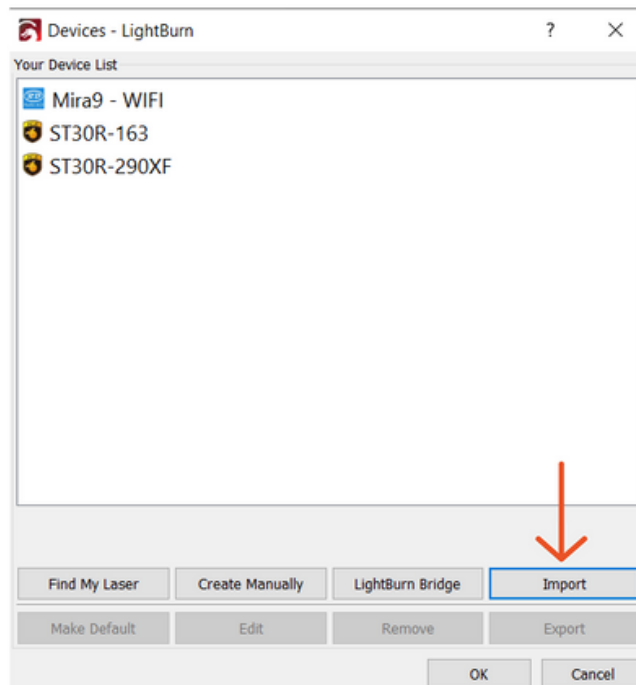 Devices - LightBurn ? ×
Your Device List
Mira9 - WIFI
ST30R-163
ST30R-290XF
Find My Laser Create Manually LightBurn Bridge Import
Make Default Edit Remove Export
OK Cancel